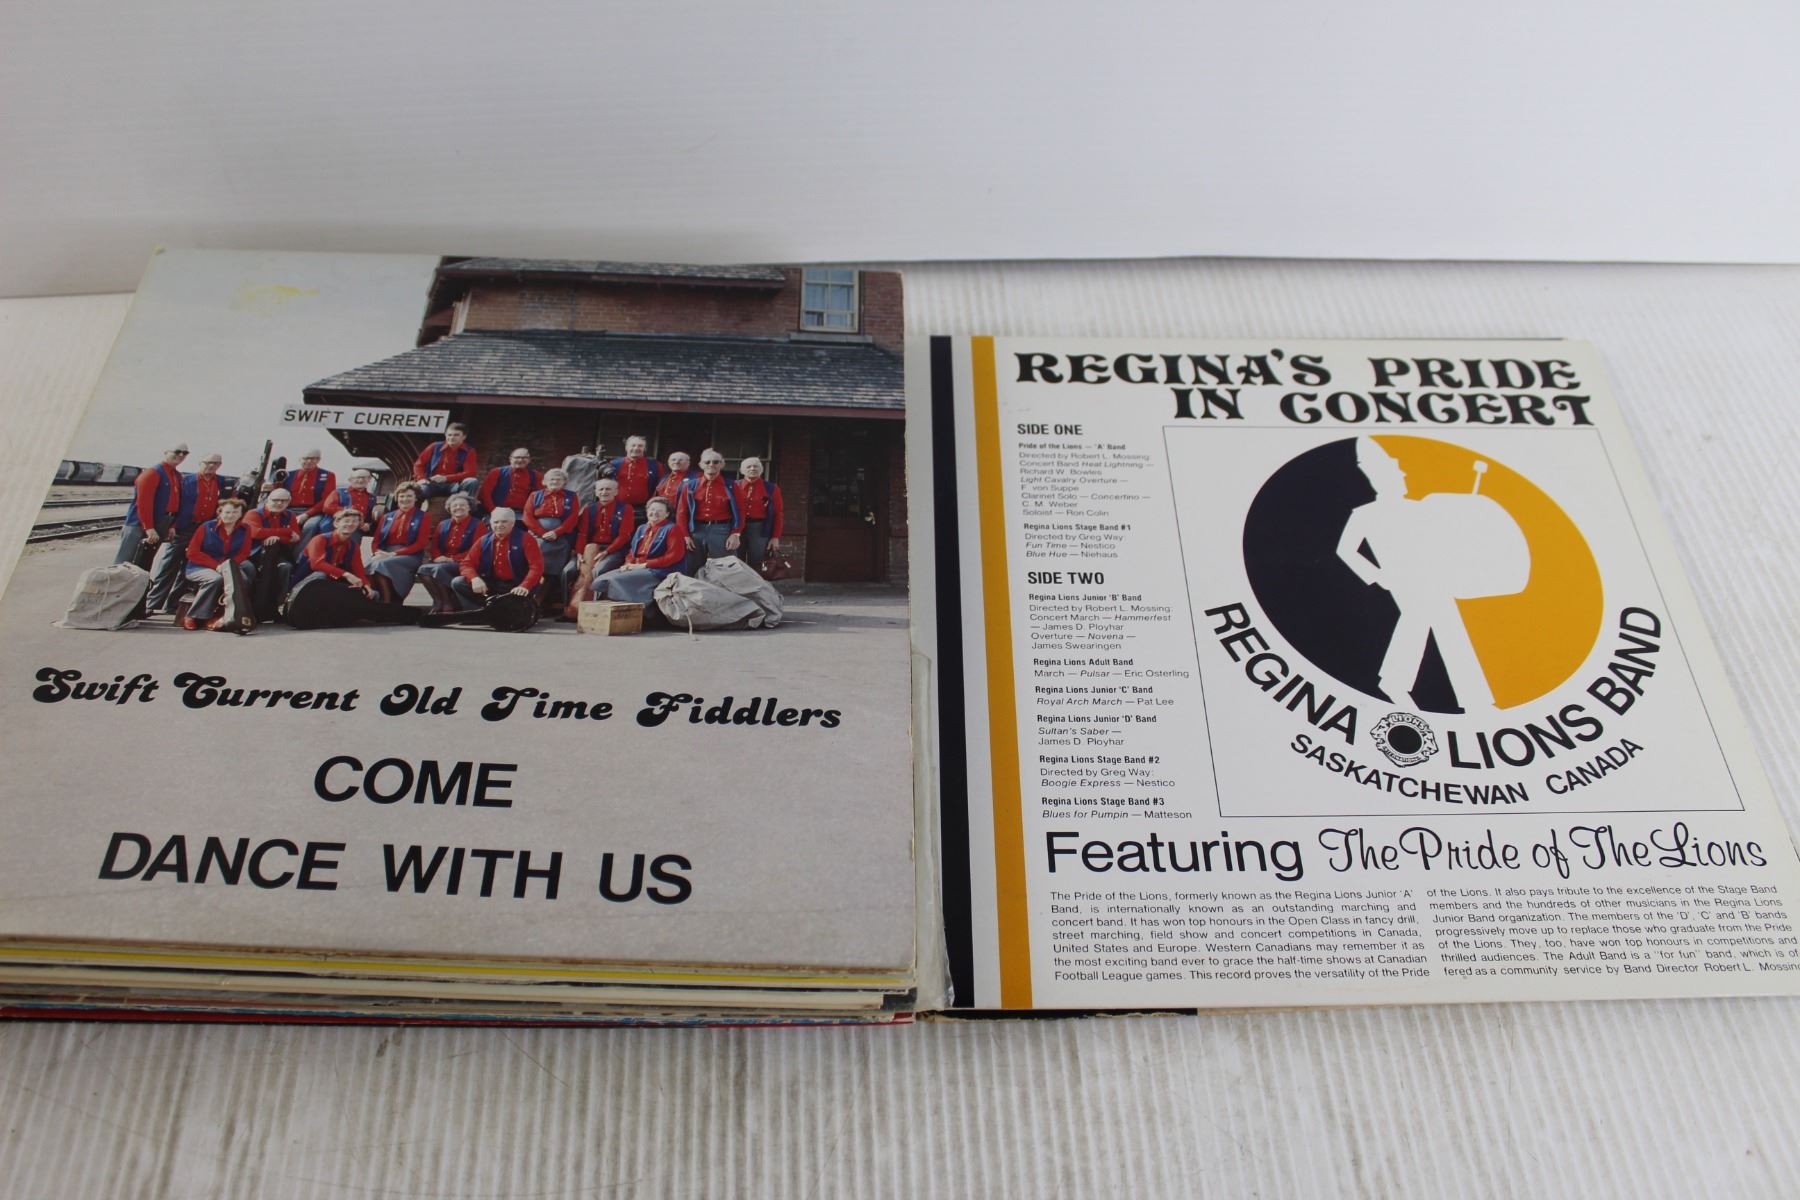 SWIFT CURRENT
Swift Current Old Time Fiddlers
COME
DANCE WITH US
REGINA'S PRIDE
IN CONCERT
SIDE ONE
Pride of the Lions — 'A' Band
Directed by Robert L. Mossing
Concert Band Heat Lightning —
Richard W. Bowles
Light Cavalry Overture —
F. von Suppe
Clarinet Solo — Concertino —
C. M. Weber
Soloist — Ron Colin
Regina Lions Stage Band #1
Directed by Greg Way:
Fun Time — Nestico
Blue Hue — Niehaus
SIDE TWO
Regina Lions Junior 'B' Band
Directed by Robert L. Mossing:
Concert March — Hammerfest
— James D. Ployhar
Overture — Novena —
James Swearingen
Regina Lions Adult Band
March — Pulsar — Eric Osterling
Regina Lions Junior 'C' Band
Royal Arch March — Pat Lee
Regina Lions Junior 'D' Band
Sultan's Saber —
James D. Ployhar
Regina Lions Stage Band #2
Directed by Greg Way:
Boogie Express — Nestico
Regina Lions Stage Band #3
Blues for Pumpin — Matteson
REGINA LIONS BAND
LIONS
SASKATCHEWAN CANADA
Featuring The Pride of The Lions
The Pride of the Lions, formerly known as the Regina Lions Junior 'A'
Band, is internationally known as an outstanding marching and
concert band. It has won top honours in the Open Class in fancy drill,
street marching, field show and concert competitions in Canada,
United States and Europe. Western Canadians may remember it as
the most exciting band ever to grace the half-time shows at Canadian
Football League games. This record proves the versatility of the Pride
of the Lions. It also pays tribute to the excellence of the Stage Band
members and the hundreds of other musicians in the Regina Lions
Junior Band organization. The members of the 'D', 'C' and 'B' bands
progressively move up to replace those who graduate from the Pride
of the Lions. They, too, have won top honours in competitions and
thrilled audiences. The Adult Band is a "for fun" band, which is of
fered as a community service by Band Director Robert L. Mossing